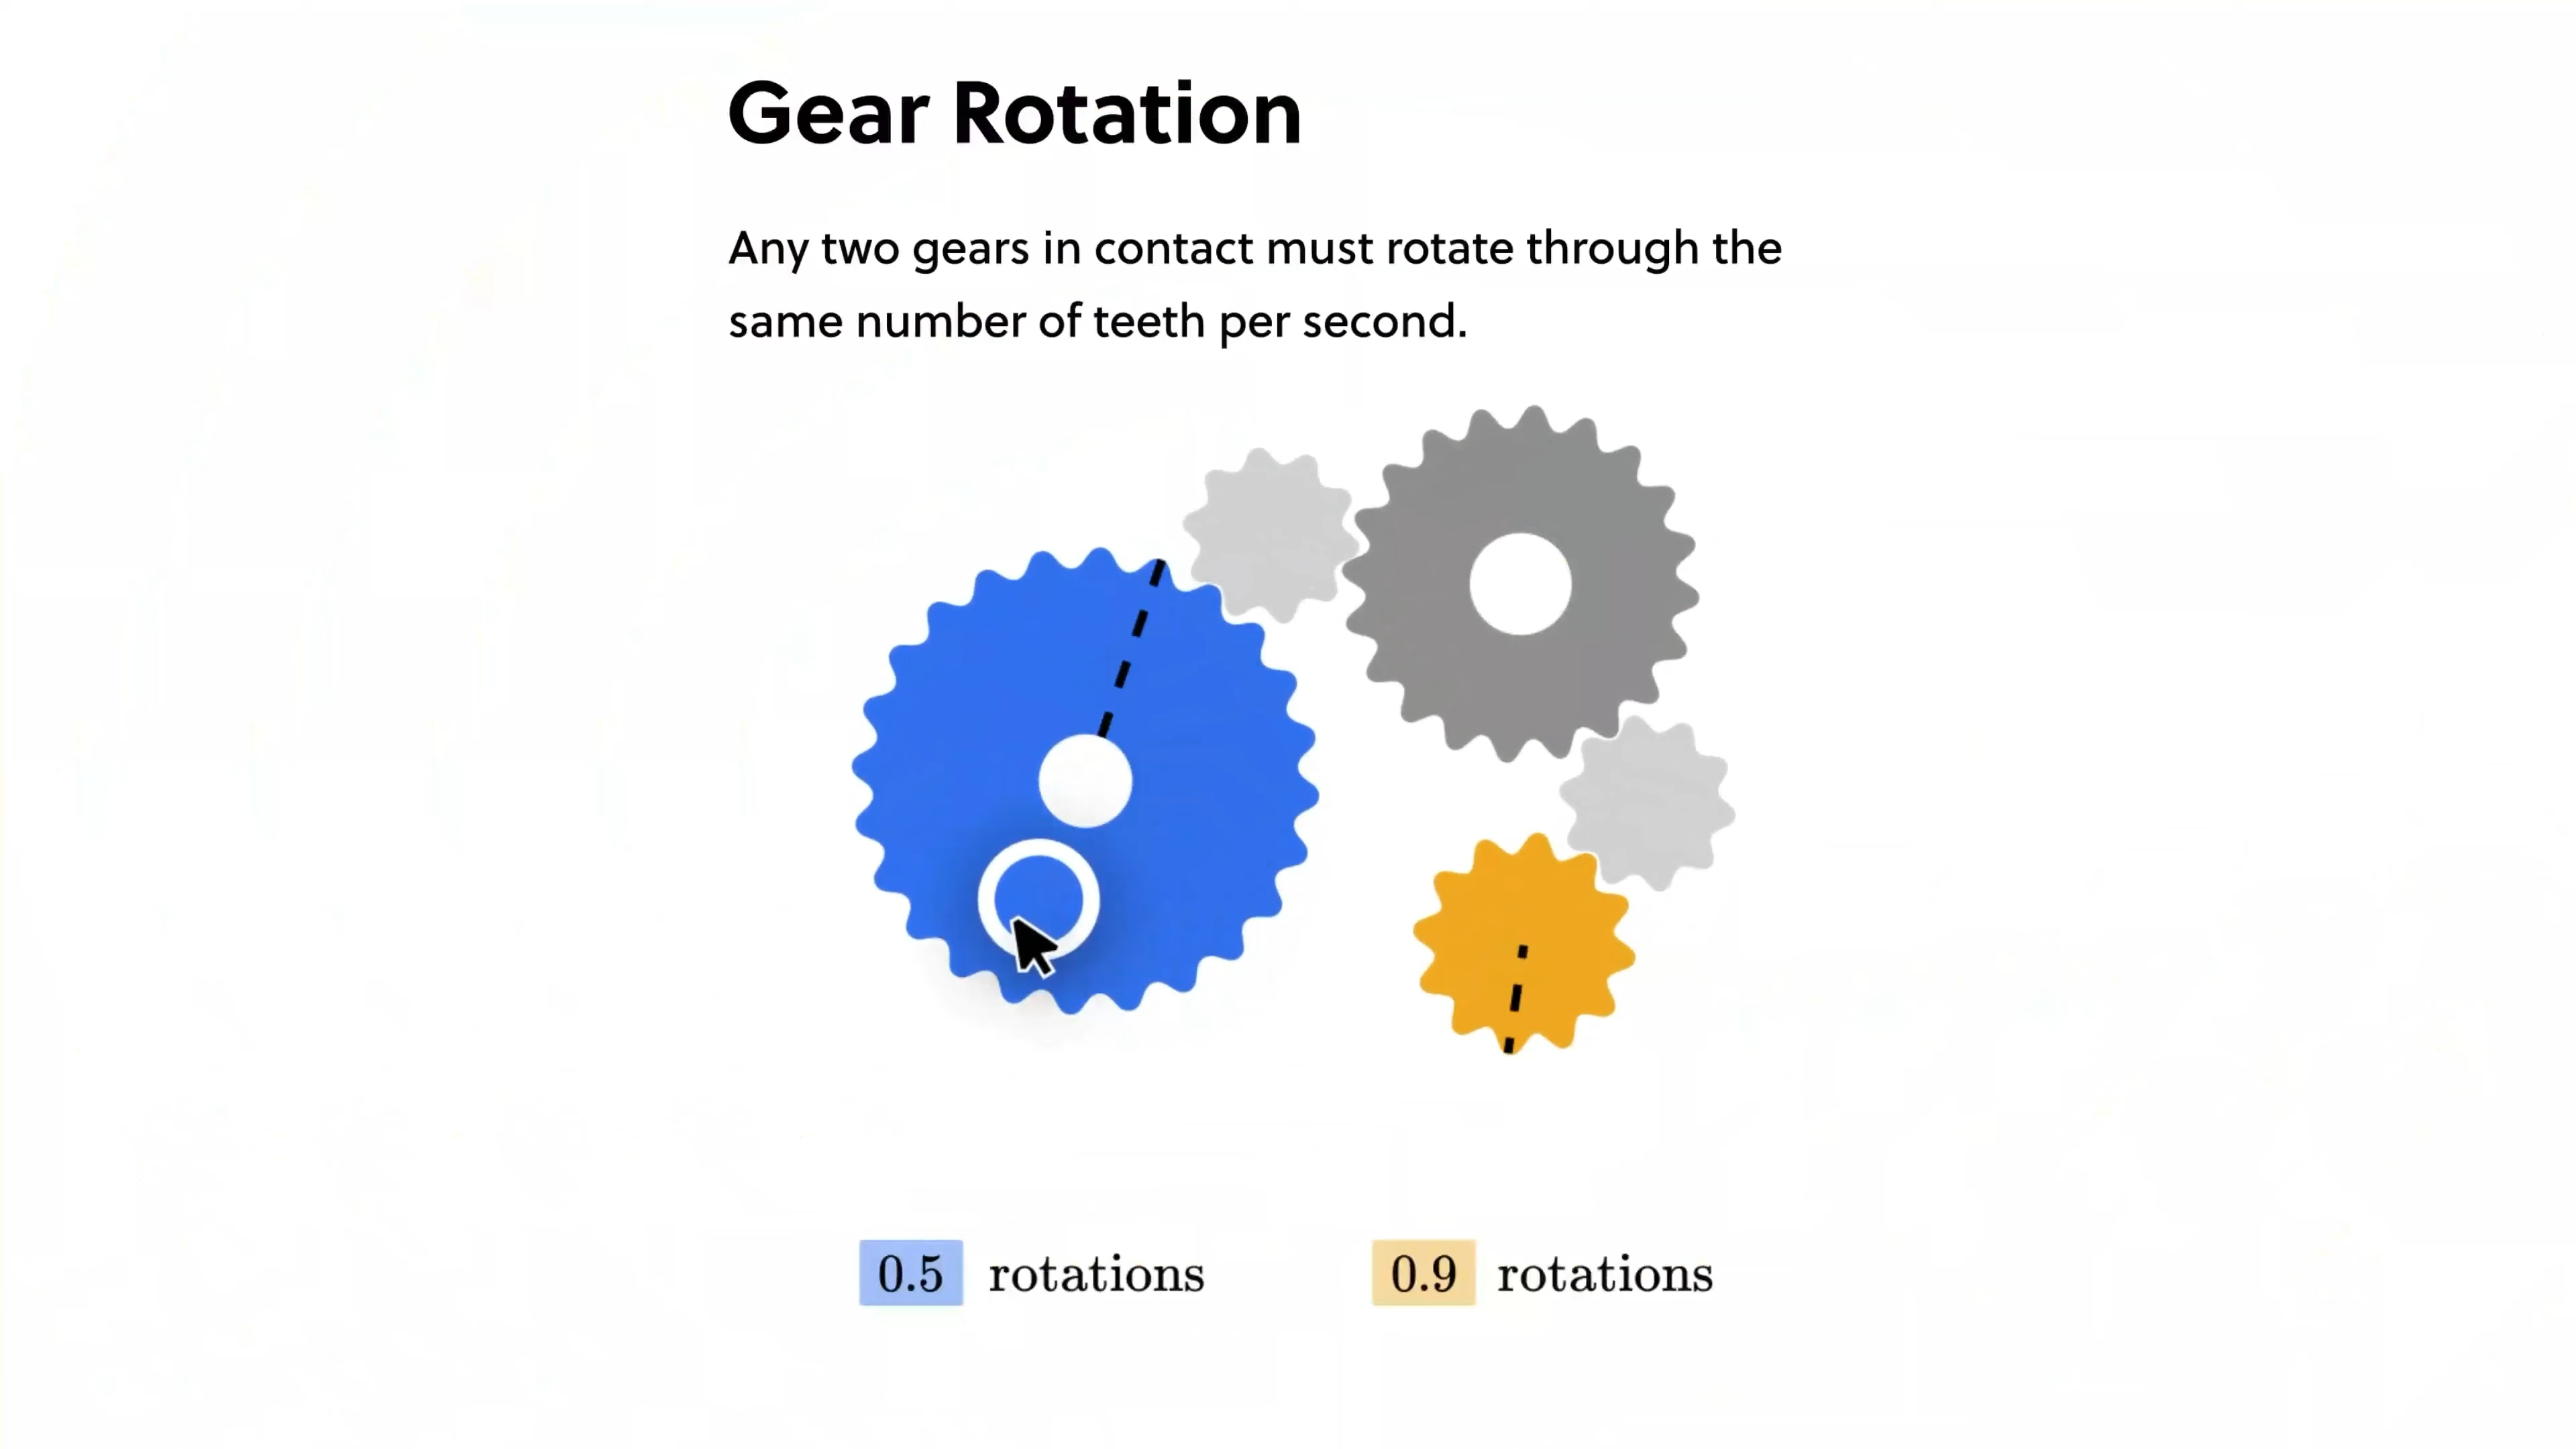 Gear Rotation
Any two gears in contact must rotate through the
same number of teeth per second.
0.5 rotations 0.9 rotations